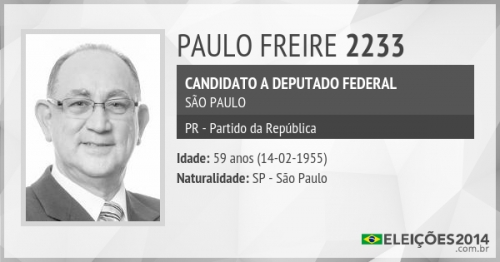 PAULO FREIRE 2233
CANDIDATO A DEPUTADO FEDERAL
SÃO PAULO
PR - Partido da República
Idade: 59 anos (14-02-1955)
Naturalidade: SP - São Paulo
ELEIÇÕES2014
.com.br